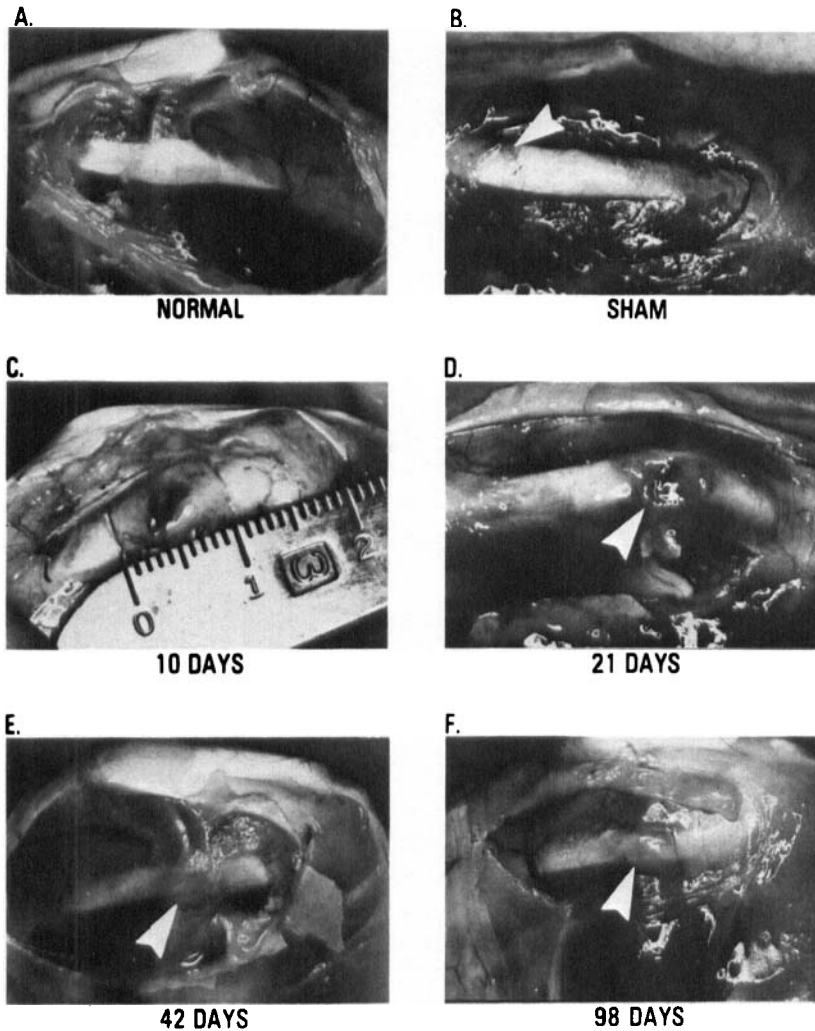 A.
B.
NORMAL
SHAM
C.
D.
0 1 2
10 DAYS
21 DAYS
E.
F.
42 DAYS
98 DAYS